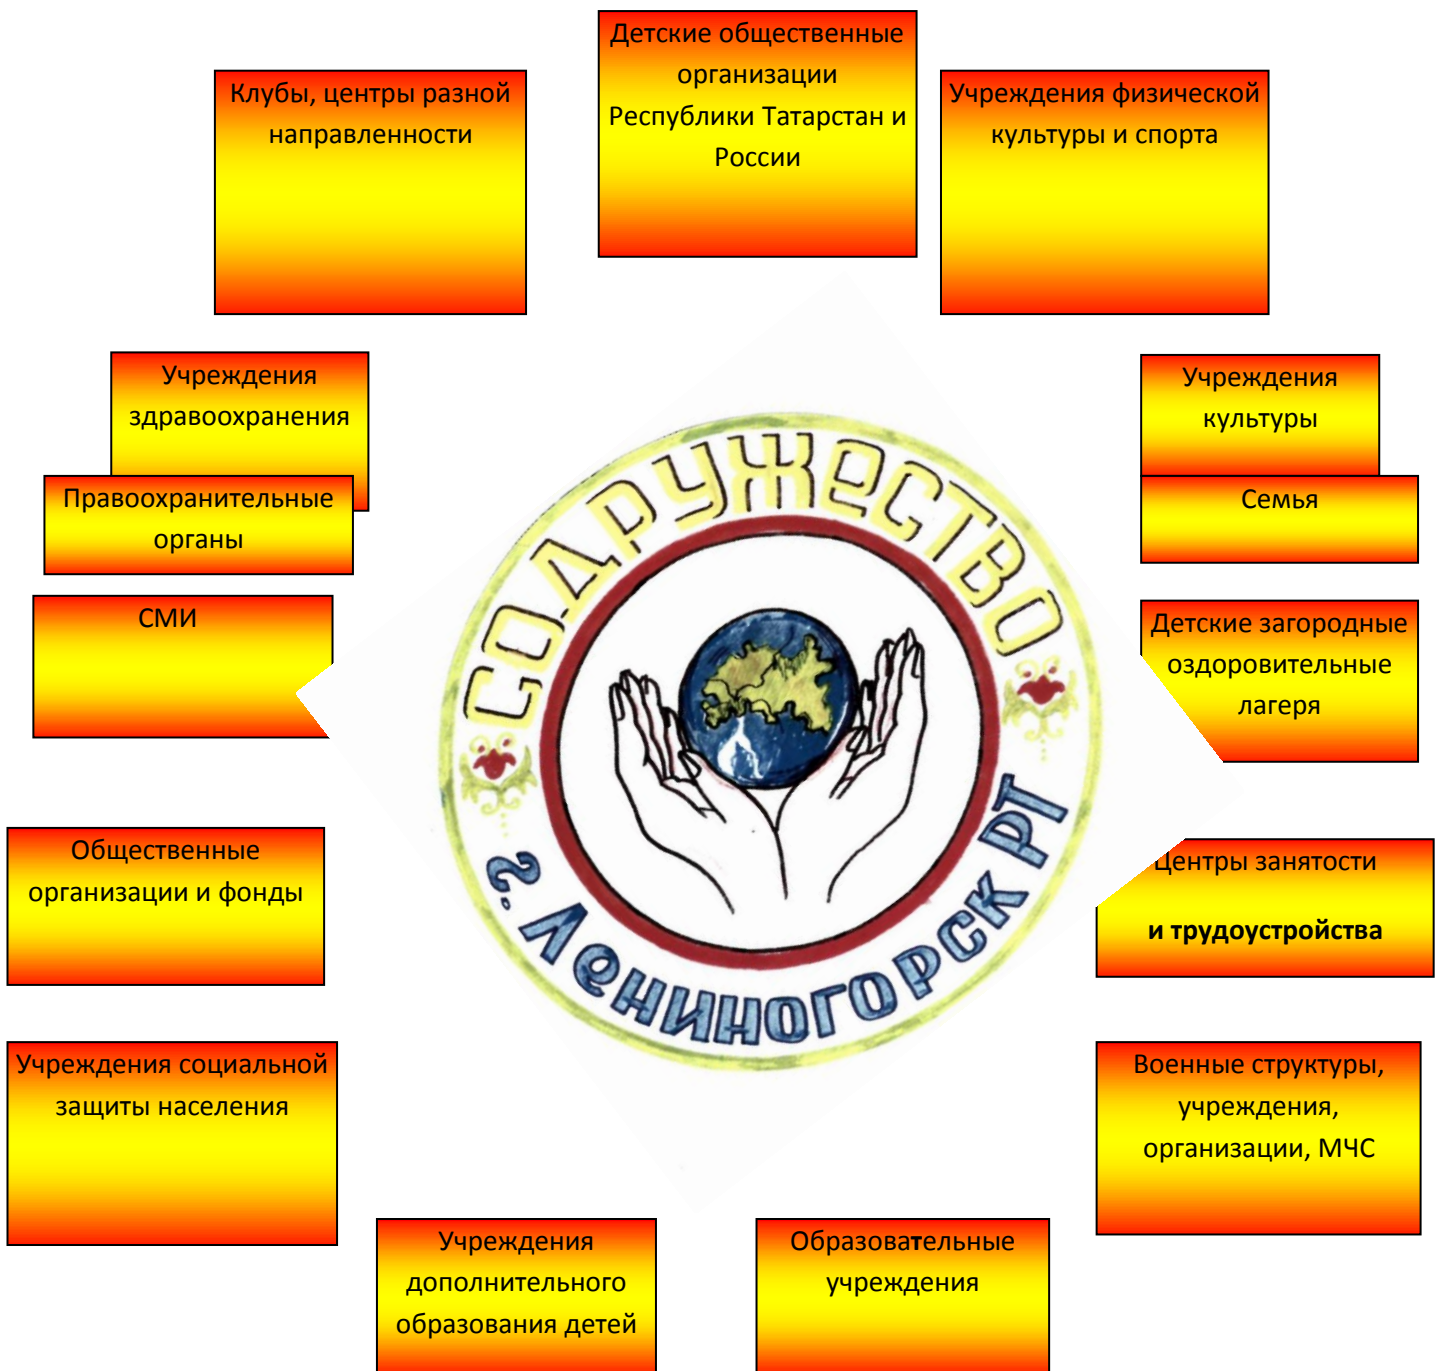 Детские общественные
организации
Республики Татарстан и
России
Клубы, центры разной
направленности
Учреждения физической
культуры и спорта
Учреждения
здравоохранения
Учреждения
культуры
Правоохранительные
органы
Семья
СМИ
Детские загородные
оздоровительные
лагеря
СОДРУЖЕСТВО
г. Лениногорск РТ
Общественные
организации и фонды
Центры занятости
и трудоустройства
Учреждения социальной
защиты населения
Военные структуры,
учреждения,
организации, МЧС
Учреждения
дополнительного
образования детей
Образовательные
учреждения